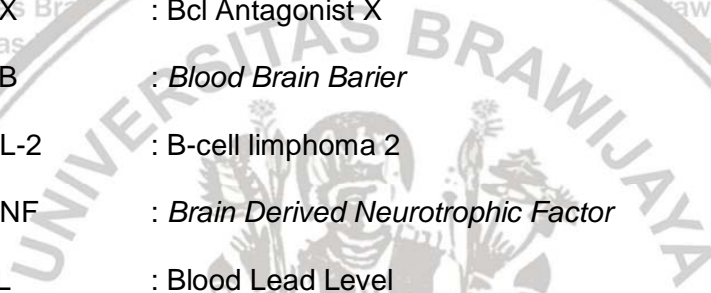 X : Bcl Antagonist X
B : Blood Brain Barier
L-2 : B-cell limphoma 2
NF : Brain Derived Neurotrophic Factor
: Blood Lead Level
UNIVERSITAS BRAWIJAYA